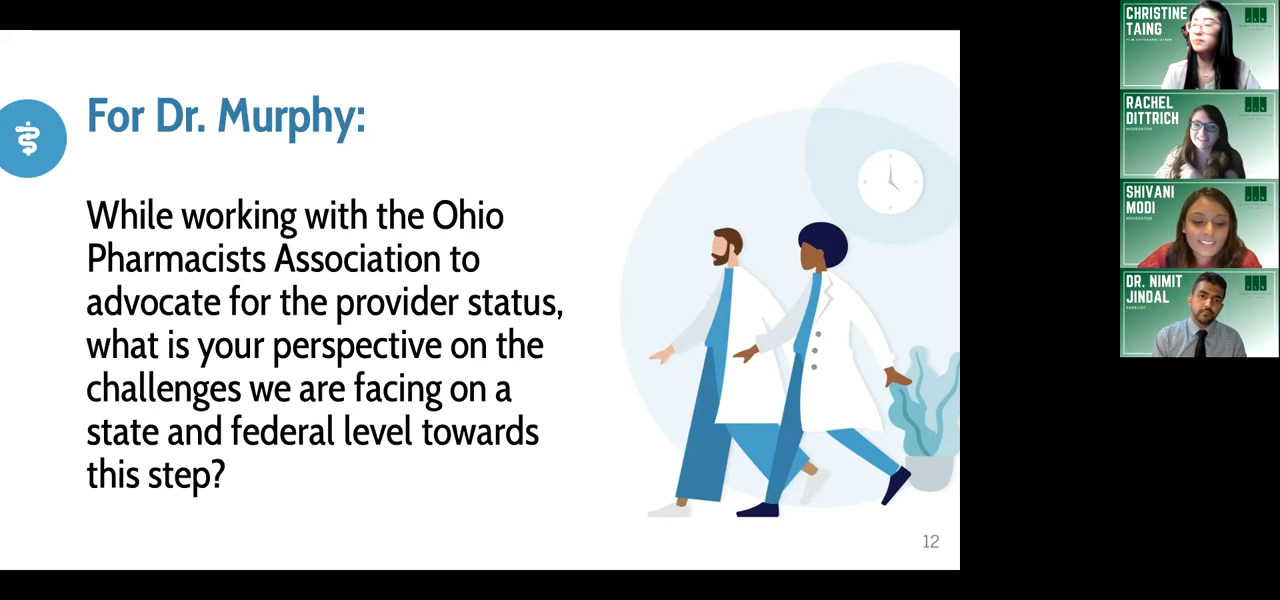 For Dr. Murphy:
While working with the Ohio
Pharmacists Association to
advocate for the provider status,
what is your perspective on the
challenges we are facing on a
state and federal level towards
this step?
12
CHRISTINE
TAING
RACHEL
DITTRICH
MODERATOR
SHIVANI
MODI
MODERATOR
DR. NIMIT
JINDAL
PANELIST